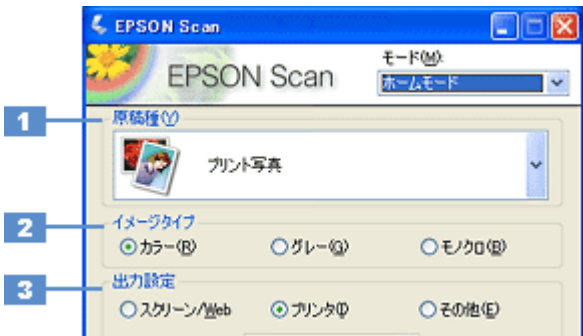 EPSON Scan
EPSON Scan
モード(M):
ホームモード
1
原稿種(Y)
プリント写真
2
イメージタイプ
カラー(R)
グレー(G)
モノクロ(B)
3
出力設定
スクリーン/Web
プリンタ(I)
その他(E)